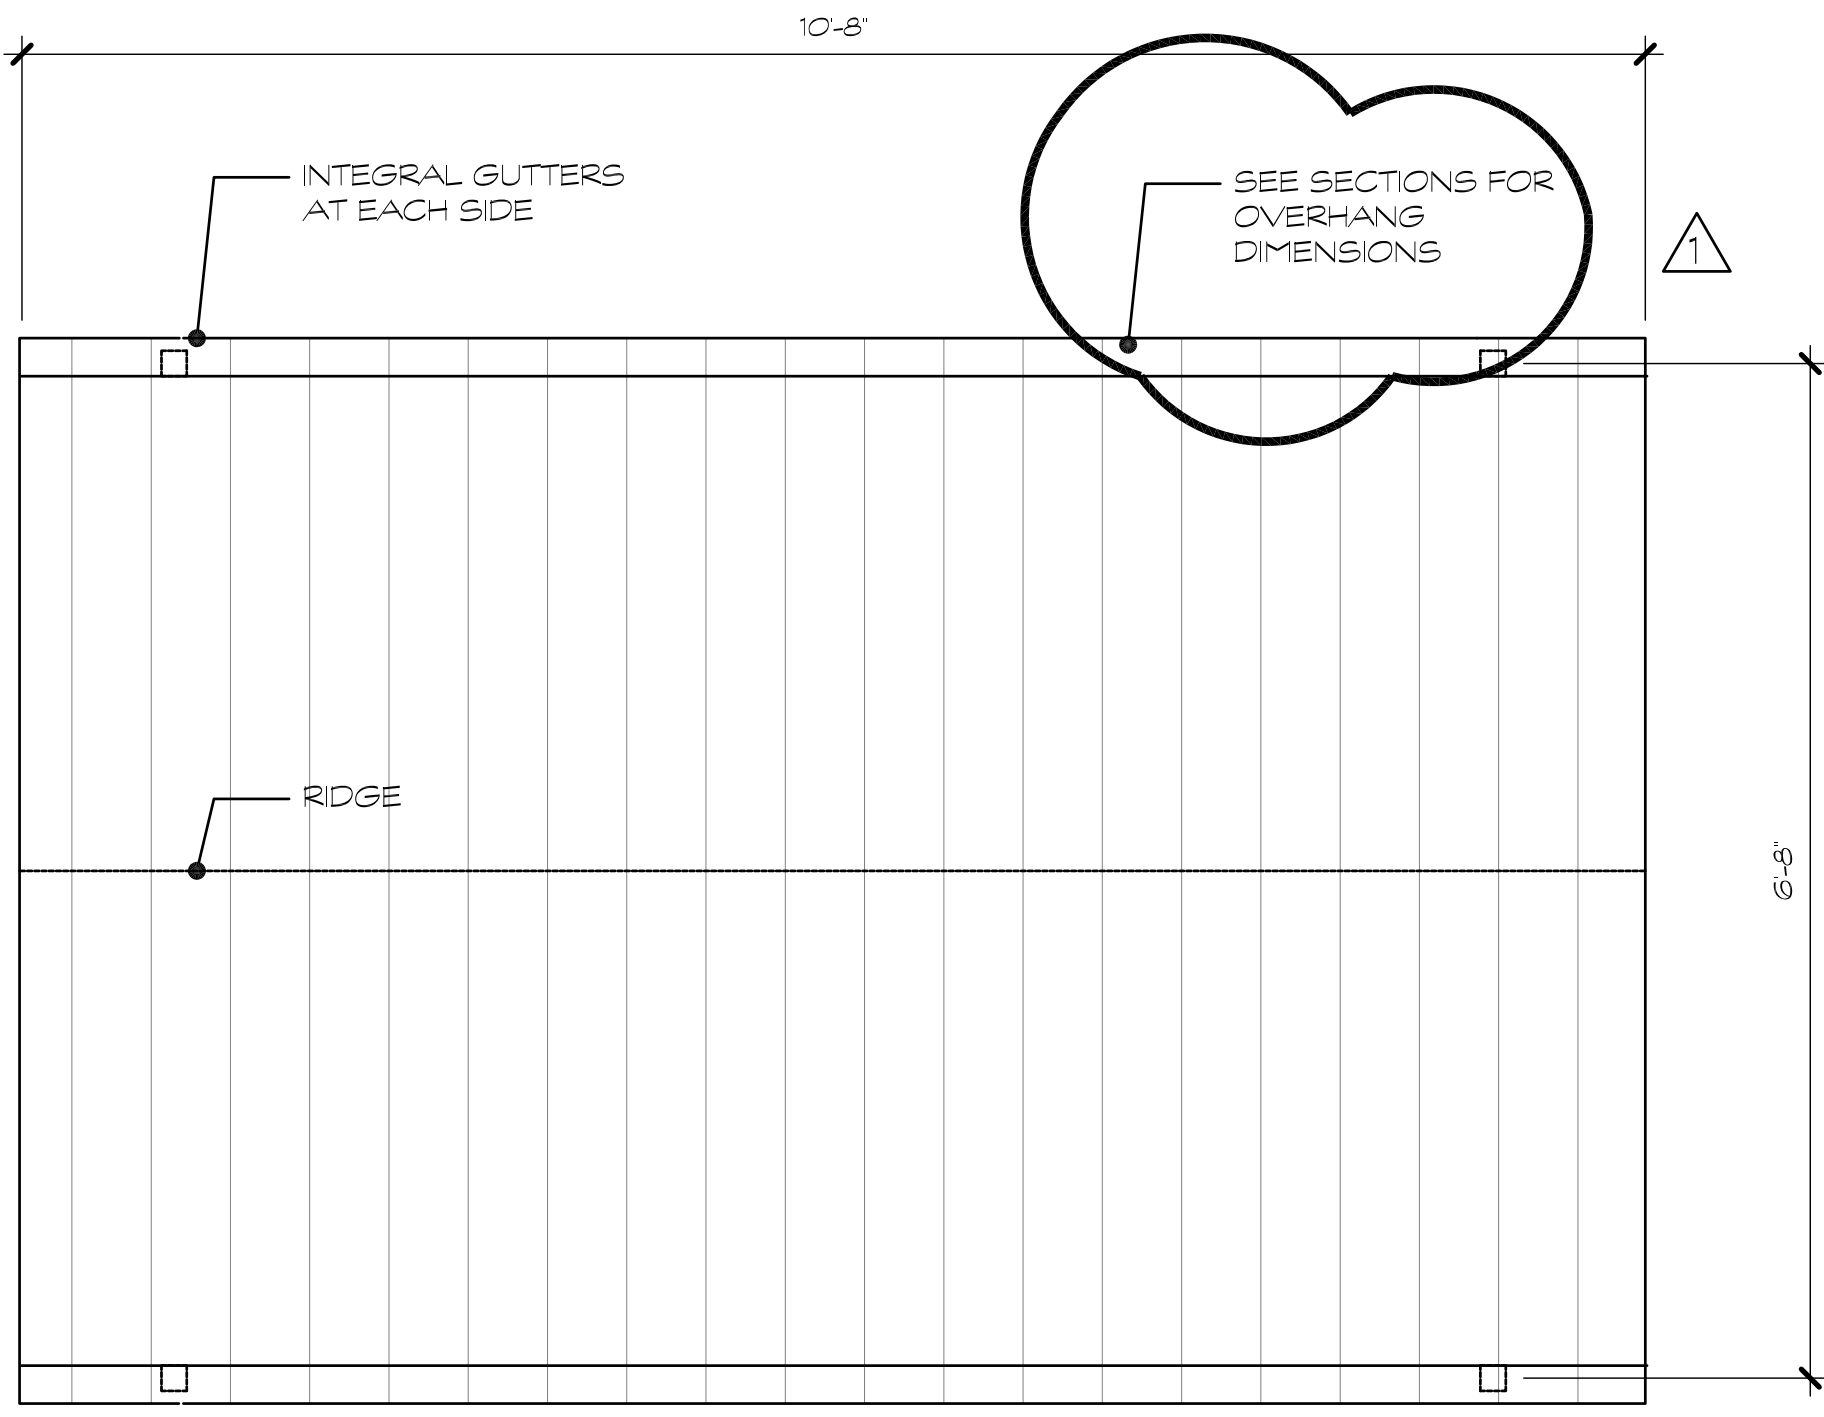 10'-8"
INTEGRAL GUTTERS
AT EACH SIDE
SEE SECTIONS FOR
OVERHANG
DIMENSIONS
1
RIDGE
6'-8"